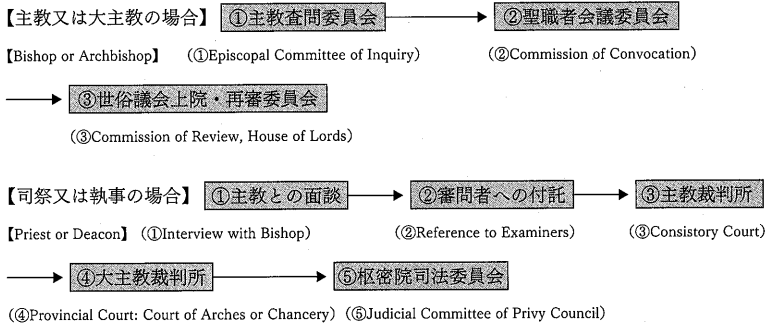 【主教又は大主教の場合】 ①主教査問委員会 ②聖職者会議委員会
【Bishop or Archbishop】 (①Episcopal Committee of Inquiry) (②Commission of Convocation)
③世俗議会上院・再審委員会
(③Commission of Review, House of Lords)
【司祭又は執事の場合】 ①主教との面談 ②審問者への付託 ③主教裁判所
【Priest or Deacon】 (①Interview with Bishop) (②Reference to Examiners) (③Consistory Court)
④大主教裁判所 ⑤枢密院司法委員会
(④Provincial Court: Court of Arches or Chancery) (⑤Judicial Committee of Privy Council)